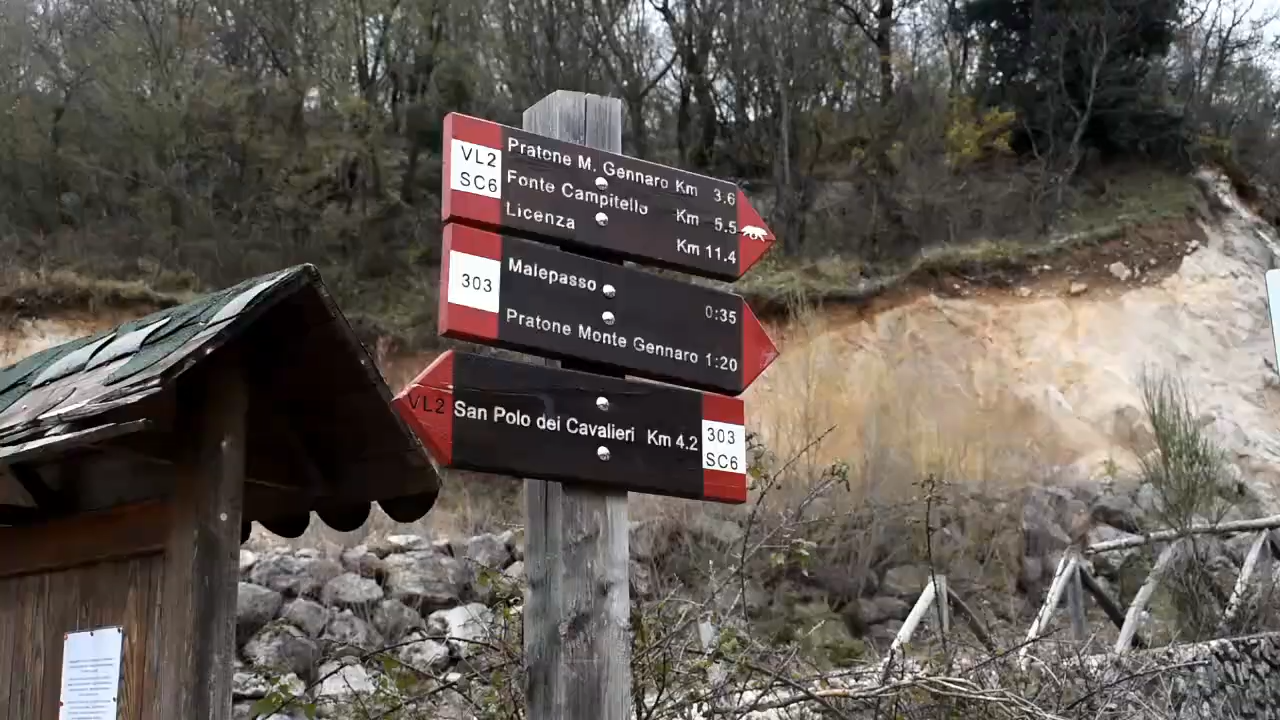 VL2
SC6
Pratone M. Gennaro Km 3.6
Fonte Campitello Km 5.5
Licenza Km 11.4
303
Malepasso 0:35
Pratone Monte Gennaro 1:20
VL2 San Polo dei Cavalieri Km 4.2
303
SC6